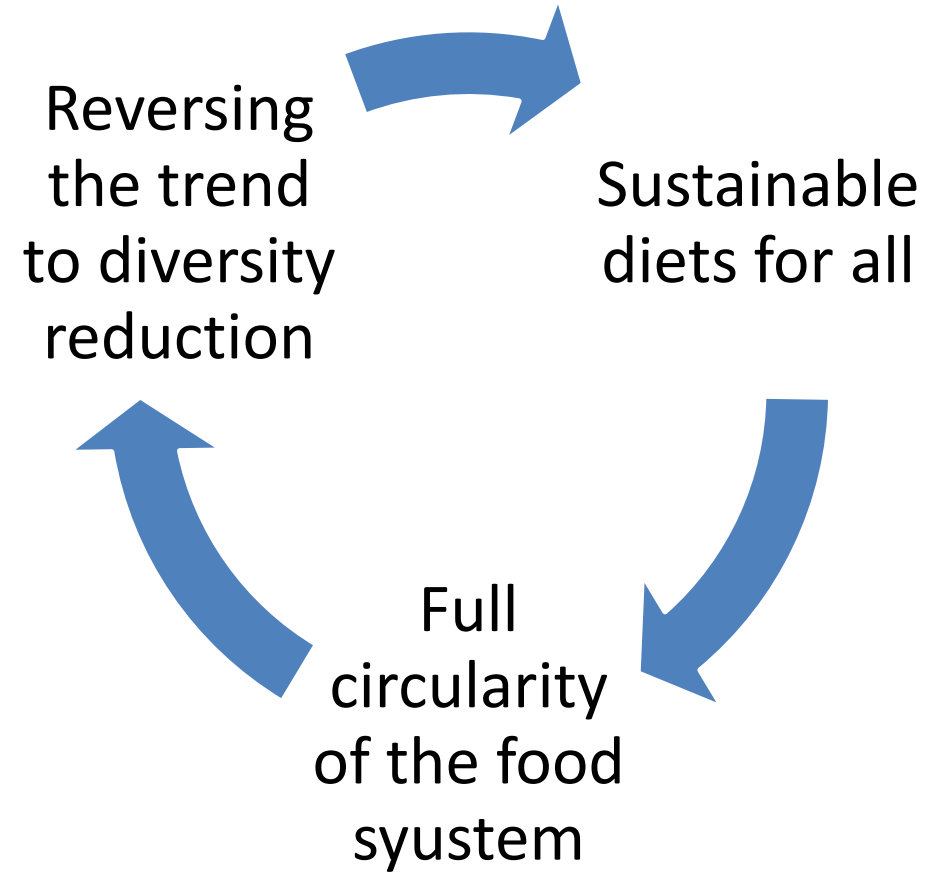 Reversing
the trend
to diversity
reduction
Sustainable
diets for all
Full
circularity
of the food
syustem